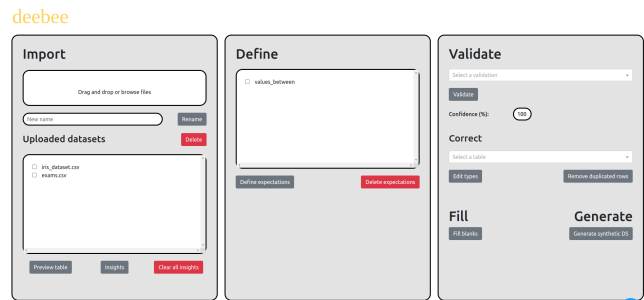 deebee
Import
Drag and drop or browse files
New name
Rename
Uploaded datasets
Delete
iris_dataset.csv
exams.csv
Preview table
Insights
Clear all insights
Define
values_between
Define expectations
Delete expectations
Validate
Select a validation
Validate
Confidence (%):
100
Correct
Select a table
Edit types
Remove duplicated rows
Fill
Generate
Fill blanks
Generate synthetic DS